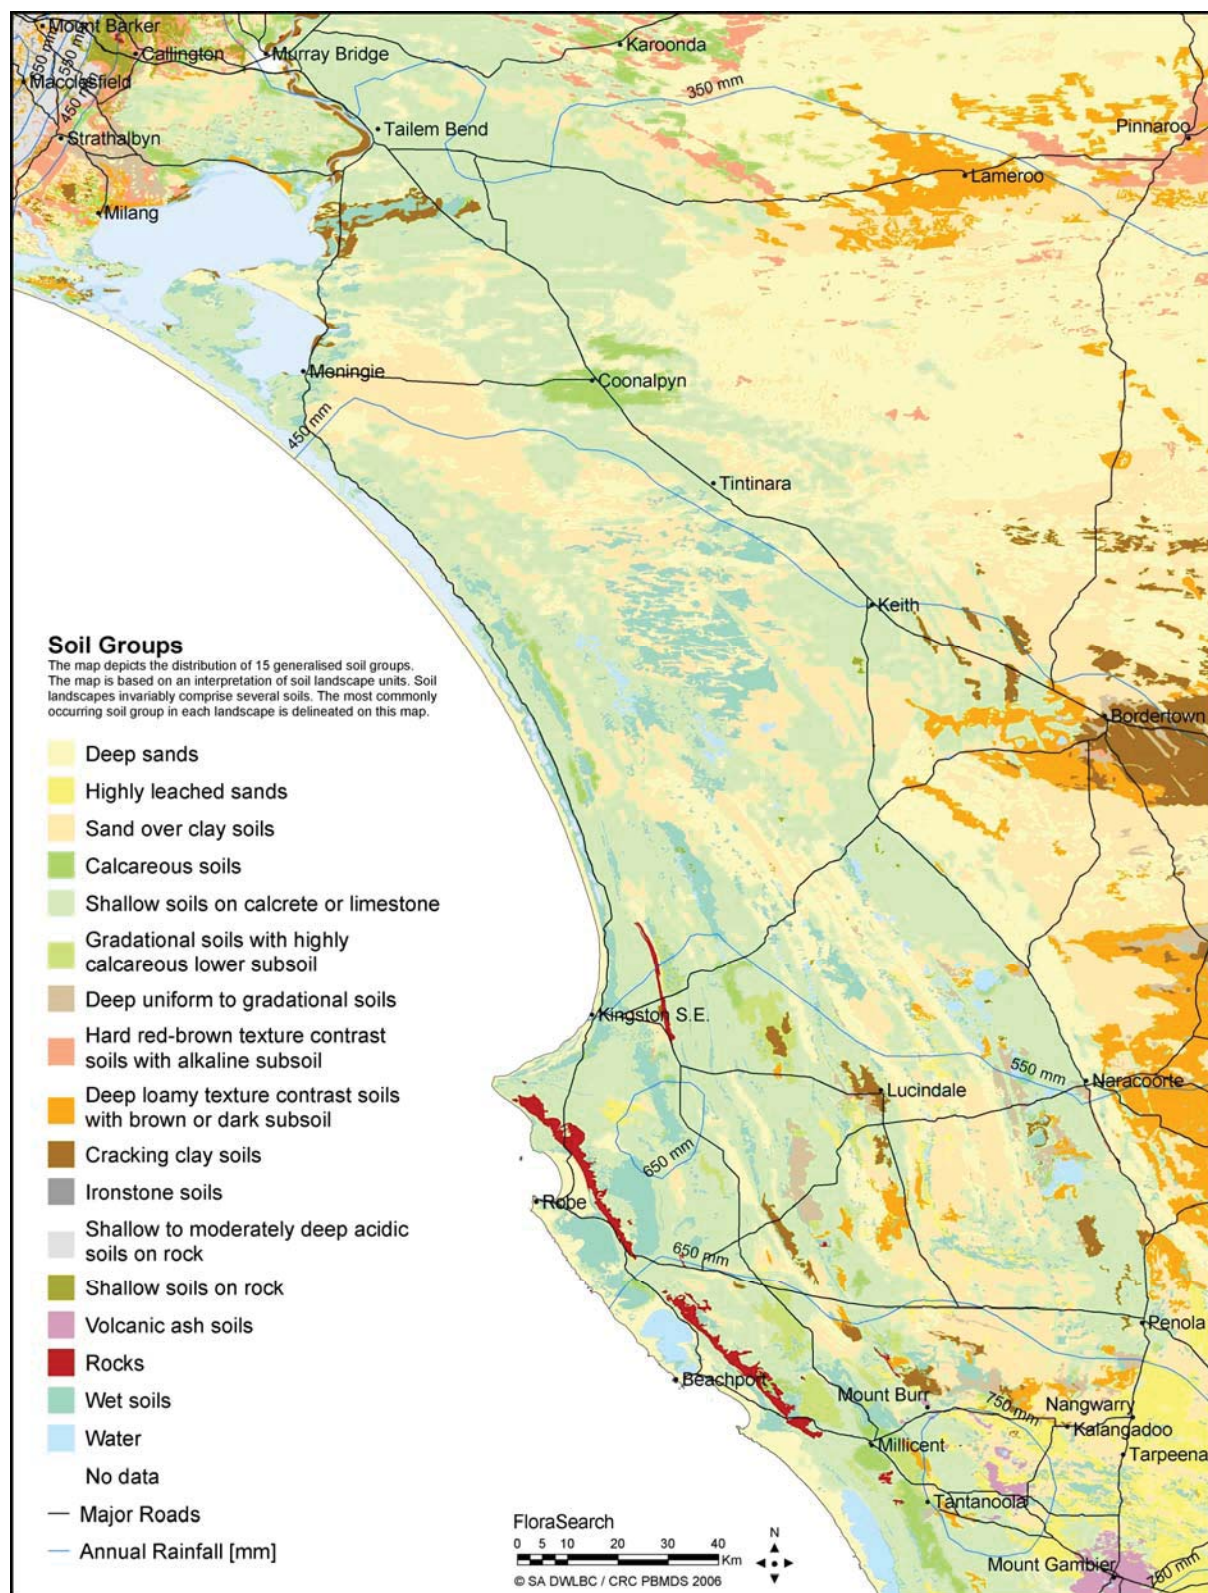 Mount Barker
Callington
Murray Bridge
Karoonda
650 mm
550 mm
450 mm
Macclesfield
350 mm
Strathalbyn
Tailem Bend
Pinnaroo
Lameroo
Milang
Meningie
Coonalpyn
450 mm
Tintinara
Keith
Bordertown
Soil Groups
The map depicts the distribution of 15 generalised soil groups.
The map is based on an interpretation of soil landscape units. Soil
landscapes invariably comprise several soils. The most commonly
occurring soil group in each landscape is delineated on this map.
Deep sands
Highly leached sands
Sand over clay soils
Calcareous soils
Shallow soils on calcrete or limestone
Gradational soils with highly
calcareous lower subsoil
Deep uniform to gradational soils
Hard red-brown texture contrast
soils with alkaline subsoil
Deep loamy texture contrast soils
with brown or dark subsoil
Cracking clay soils
Ironstone soils
Shallow to moderately deep acidic
soils on rock
Shallow soils on rock
Volcanic ash soils
Rocks
Wet soils
Water
No data
Major Roads
Annual Rainfall [mm]
Kingston S.E.
550 mm
Naracoorte
Lucindale
650 mm
Robe
650 mm
Penola
Beachport
Mount Burr
750 mm
Nangwarry
Kalangadoo
Millicent
Tarpeena
Tantanoola
Mount Gambier
750 mm
FloraSearch
0 5 10 20 30 40
Km
N
© SA DWLBC / CRC PBMDS 2006